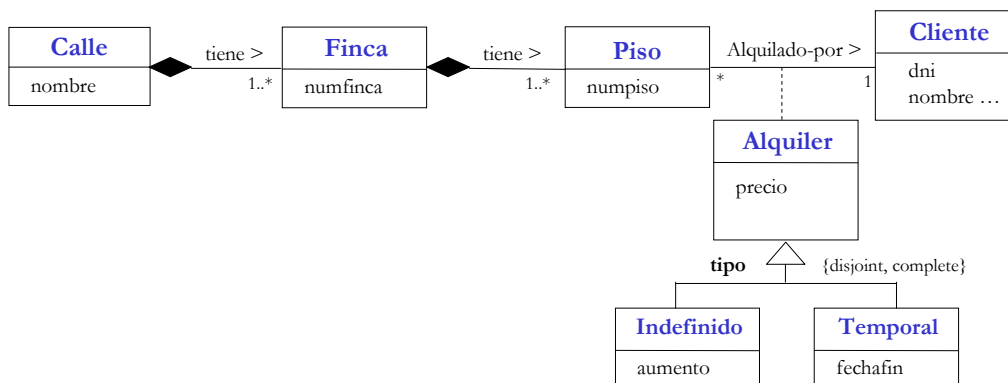 Calle
nombre
tiene >
1..*
Finca
numfinca
tiene >
1..*
Piso
numpiso
Alquilado-por >
*
1
Cliente
dni
nombre …
Alquiler
precio
tipo
{disjoint, complete}
Indefinido
aumento
Temporal
fechafin